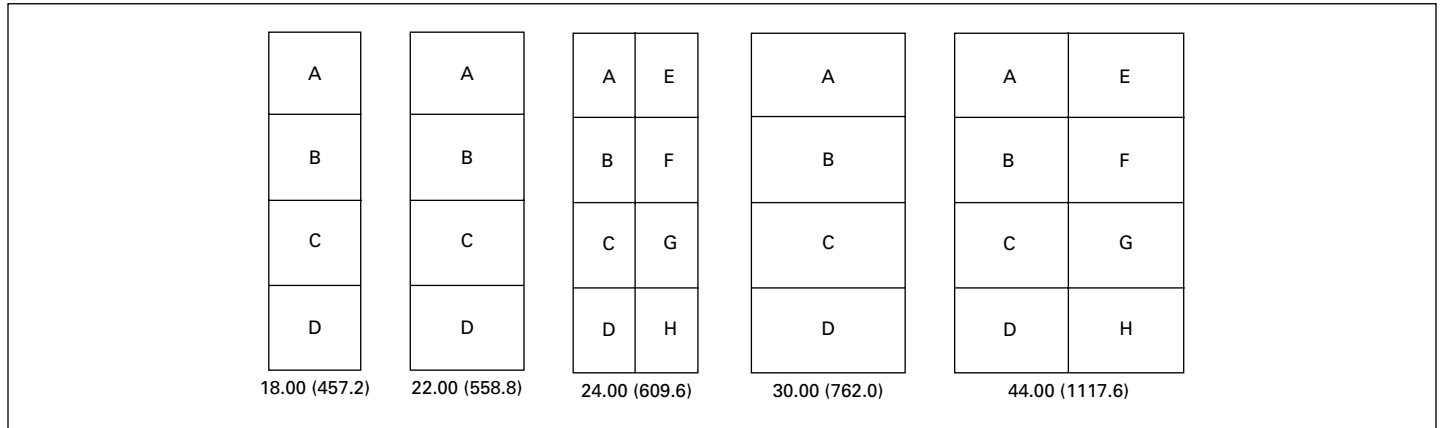 A A A E A A E
B B B F B B F
C C C G C C G
D D D H D D H
18.00 (457.2) 22.00 (558.8) 24.00 (609.6) 30.00 (762.0) 44.00 (1117.6)